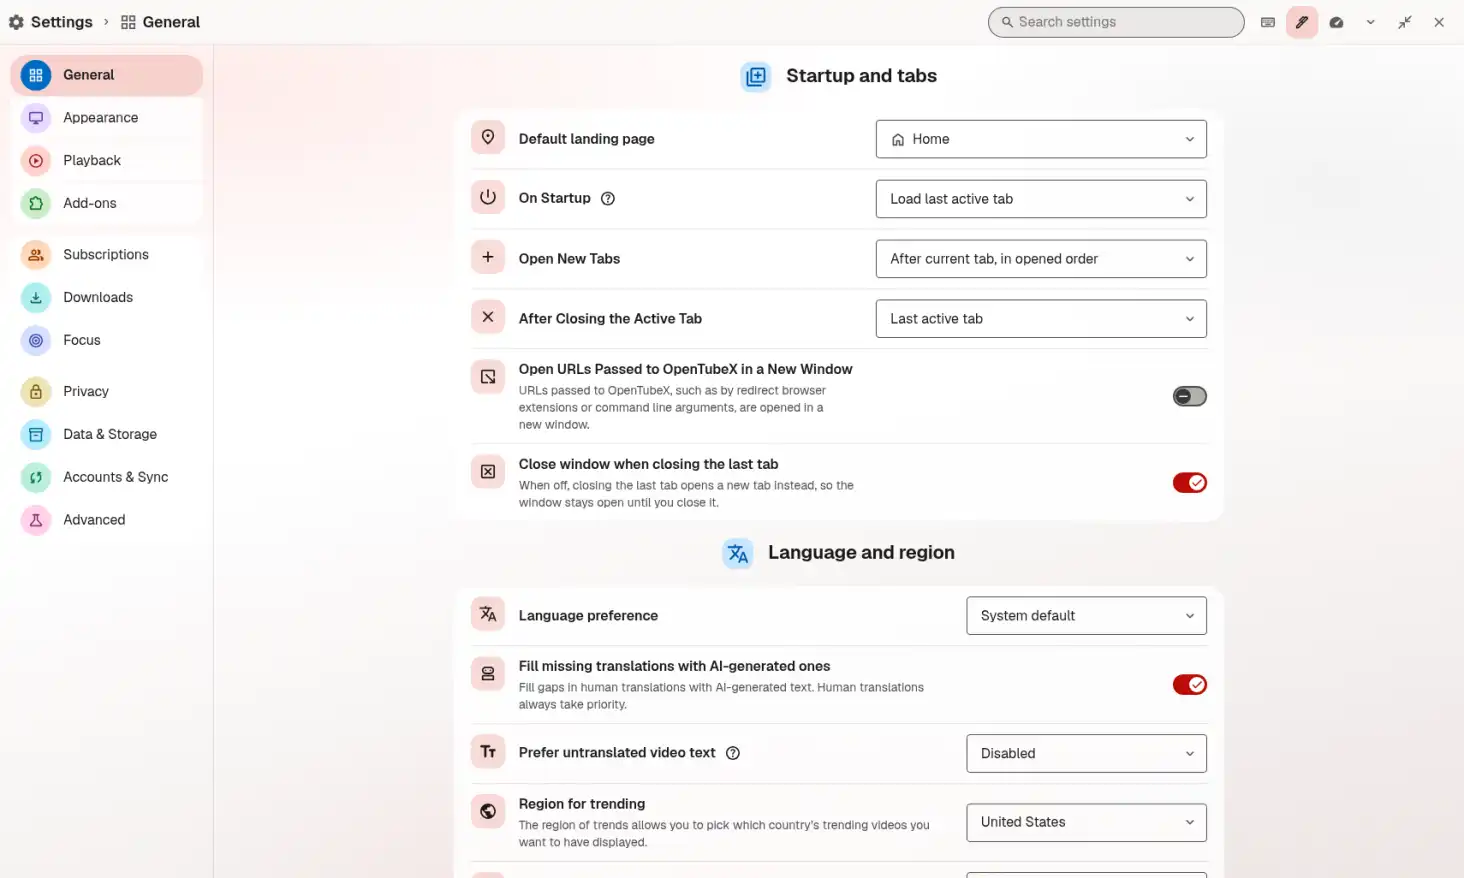 Settings › General
Search settings
General
Appearance
Playback
Add-ons
Subscriptions
Downloads
Focus
Privacy
Data & Storage
Accounts & Sync
Advanced
Startup and tabs
Default landing page
Home
On Startup
Load last active tab
Open New Tabs
After current tab, in opened order
After Closing the Active Tab
Last active tab
Open URLs Passed to OpenTubeX in a New Window
URLs passed to OpenTubeX, such as by redirect browser
extensions or command line arguments, are opened in a
new window.
Close window when closing the last tab
When off, closing the last tab opens a new tab instead, so the
window stays open until you close it.
Language and region
Language preference
System default
Fill missing translations with AI-generated ones
Fill gaps in human translations with AI-generated text. Human translations
always take priority.
Prefer untranslated video text
Disabled
Region for trending
The region of trends allows you to pick which country's trending videos you
want to have displayed.
United States